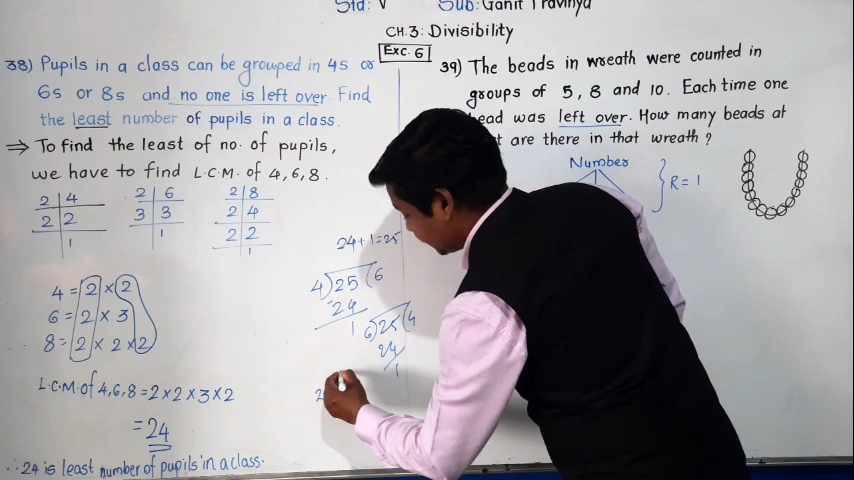 Std: V Sub: Ganit Pravinya
CH.3: Divisibility
Exc. 6
38) Pupils in a class can be grouped in 4s or
6s or 8s and no one is left over. Find
the least number of pupils in a class.
⇒ To find the least of no. of pupils,
we have to find L.C.M. of 4,6,8.
2 | 4
2 | 2
1
2 | 6
3 | 3
1
2 | 8
2 | 4
2 | 2
1
4 = 2 × 2
6 = 2 × 3
8 = 2 × 2 × 2
L.C.M. of 4,6,8 = 2 × 2 × 3 × 2
= 24
∴ 24 is least number of pupils in a class.
24 + 1 = 25
4 ) 25 ( 6
- 24
1
6 ) 25 ( 4
24
1
2
39) The beads in wreath were counted in
groups of 5, 8 and 10. Each time one
bead was left over. How many beads at
are there in that wreath ?
Number
R = 1